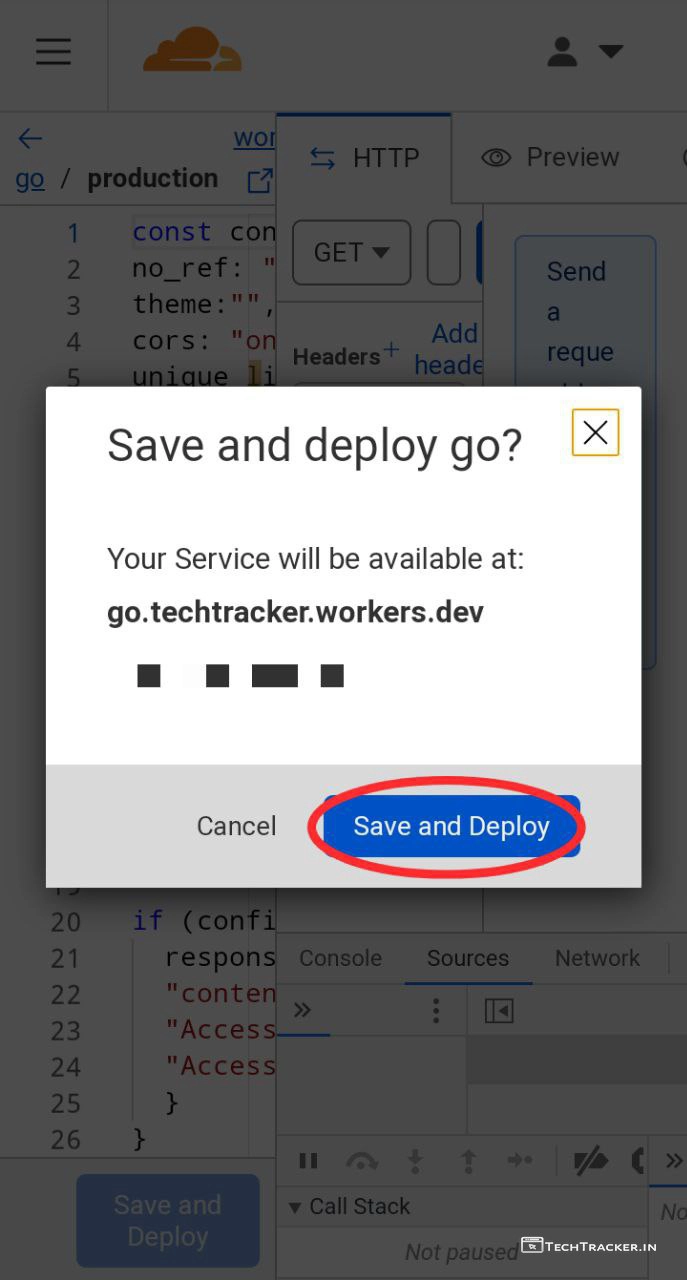 wor
go / production
HTTP
Preview
1 const con
2 no_ref: "
3 theme:"",
4 cors: "on
5 unique_li
GET
Headers
+ Add
heade
Send
a
reque
Save and deploy go?
Your Service will be available at:
go.techtracker.workers.dev
Cancel
Save and Deploy
19
20 if (confi
21 respons
22 "conten
23 "Access
24 "Access
25 }
26 }
Console
Sources
Network
Call Stack
Not paused
No
Save and
Deploy
TECHTRACKER.IN